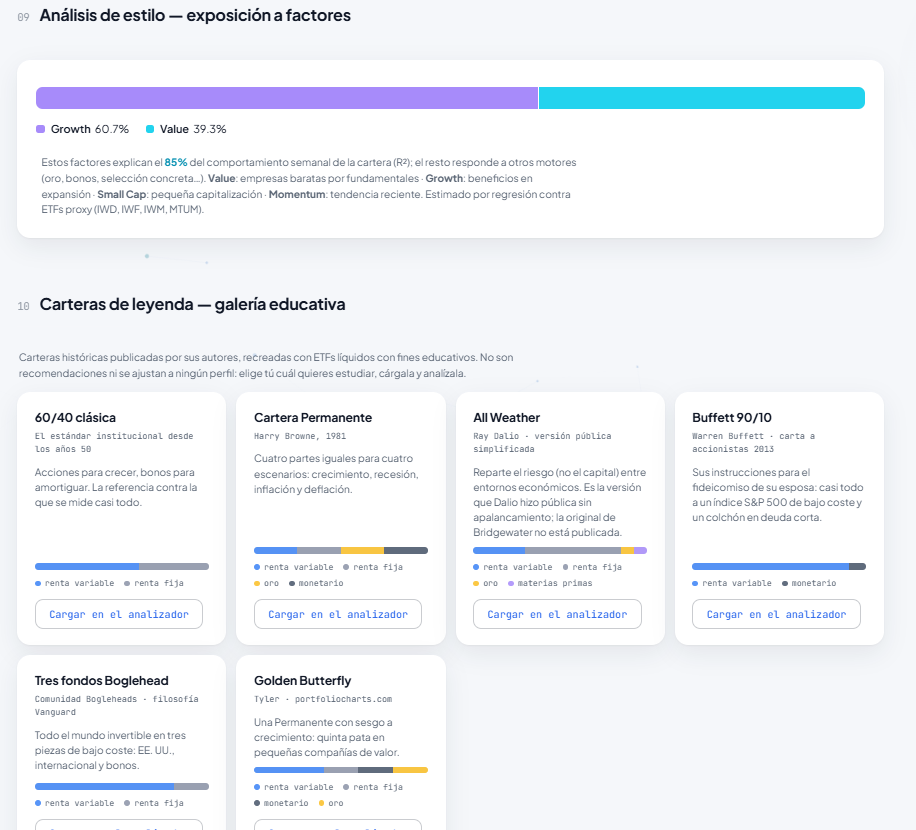 09 Análisis de estilo — exposición a factores
Growth 60.7% Value 39.3%
Estos factores explican el 85% del comportamiento semanal de la cartera (R²); el resto responde a otros motores
(oro, bonos, selección concreta...). Value: empresas baratas por fundamentales · Growth: beneficios en
expansión · Small Cap: pequeña capitalización · Momentum: tendencia reciente. Estimado por regresión contra
ETFs proxy (IWD, IWF, IWM, MTUM).
10 Carteras de leyenda — galería educativa
Carteras históricas publicadas por sus autores, recreadas con ETFs líquidos con fines educativos. No son
recomendaciones ni se ajustan a ningún perfil: elige tú cuál quieres estudiar, cárgala y analízala.
60/40 clásica
El estándar institucional desde
los años 50
Acciones para crecer, bonos para
amortiguar. La referencia contra la
que se mide casi todo.
renta variable renta fija
Cargar en el analizador
Cartera Permanente
Harry Browne, 1981
Cuatro partes iguales para cuatro
escenarios: crecimiento, recesión,
inflación y deflación.
renta variable renta fija
oro monetario
Cargar en el analizador
All Weather
Ray Dalio · versión pública
simplificada
Reparte el riesgo (no el capital) entre
entornos económicos. Es la versión
que Dalio hizo pública sin
apalancamiento; la original de
Bridgewater no está publicada.
renta variable renta fija
oro materias primas
Cargar en el analizador
Buffett 90/10
Warren Buffett · carta a
accionistas 2013
Sus instrucciones para el
fideicomiso de su esposa: casi todo
a un índice S&P 500 de bajo coste y
un colchón en deuda corta.
renta variable monetario
Cargar en el analizador
Tres fondos Boglehead
Comunidad Bogleheads · filosofía
Vanguard
Todo el mundo invertible en tres
piezas de bajo coste: EE. UU.,
internacional y bonos.
renta variable renta fija
Golden Butterfly
Tyler · portfoliocharts.com
Una Permanente con sesgo a
crecimiento: quinta pata en
pequeñas compañías de valor.
renta variable renta fija
monetario oro